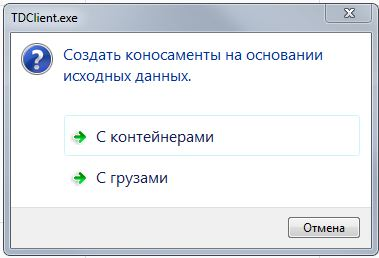 TDClient.exe
Создать коносаменты на основании
исходных данных.
С контейнерами
С грузами
Отмена